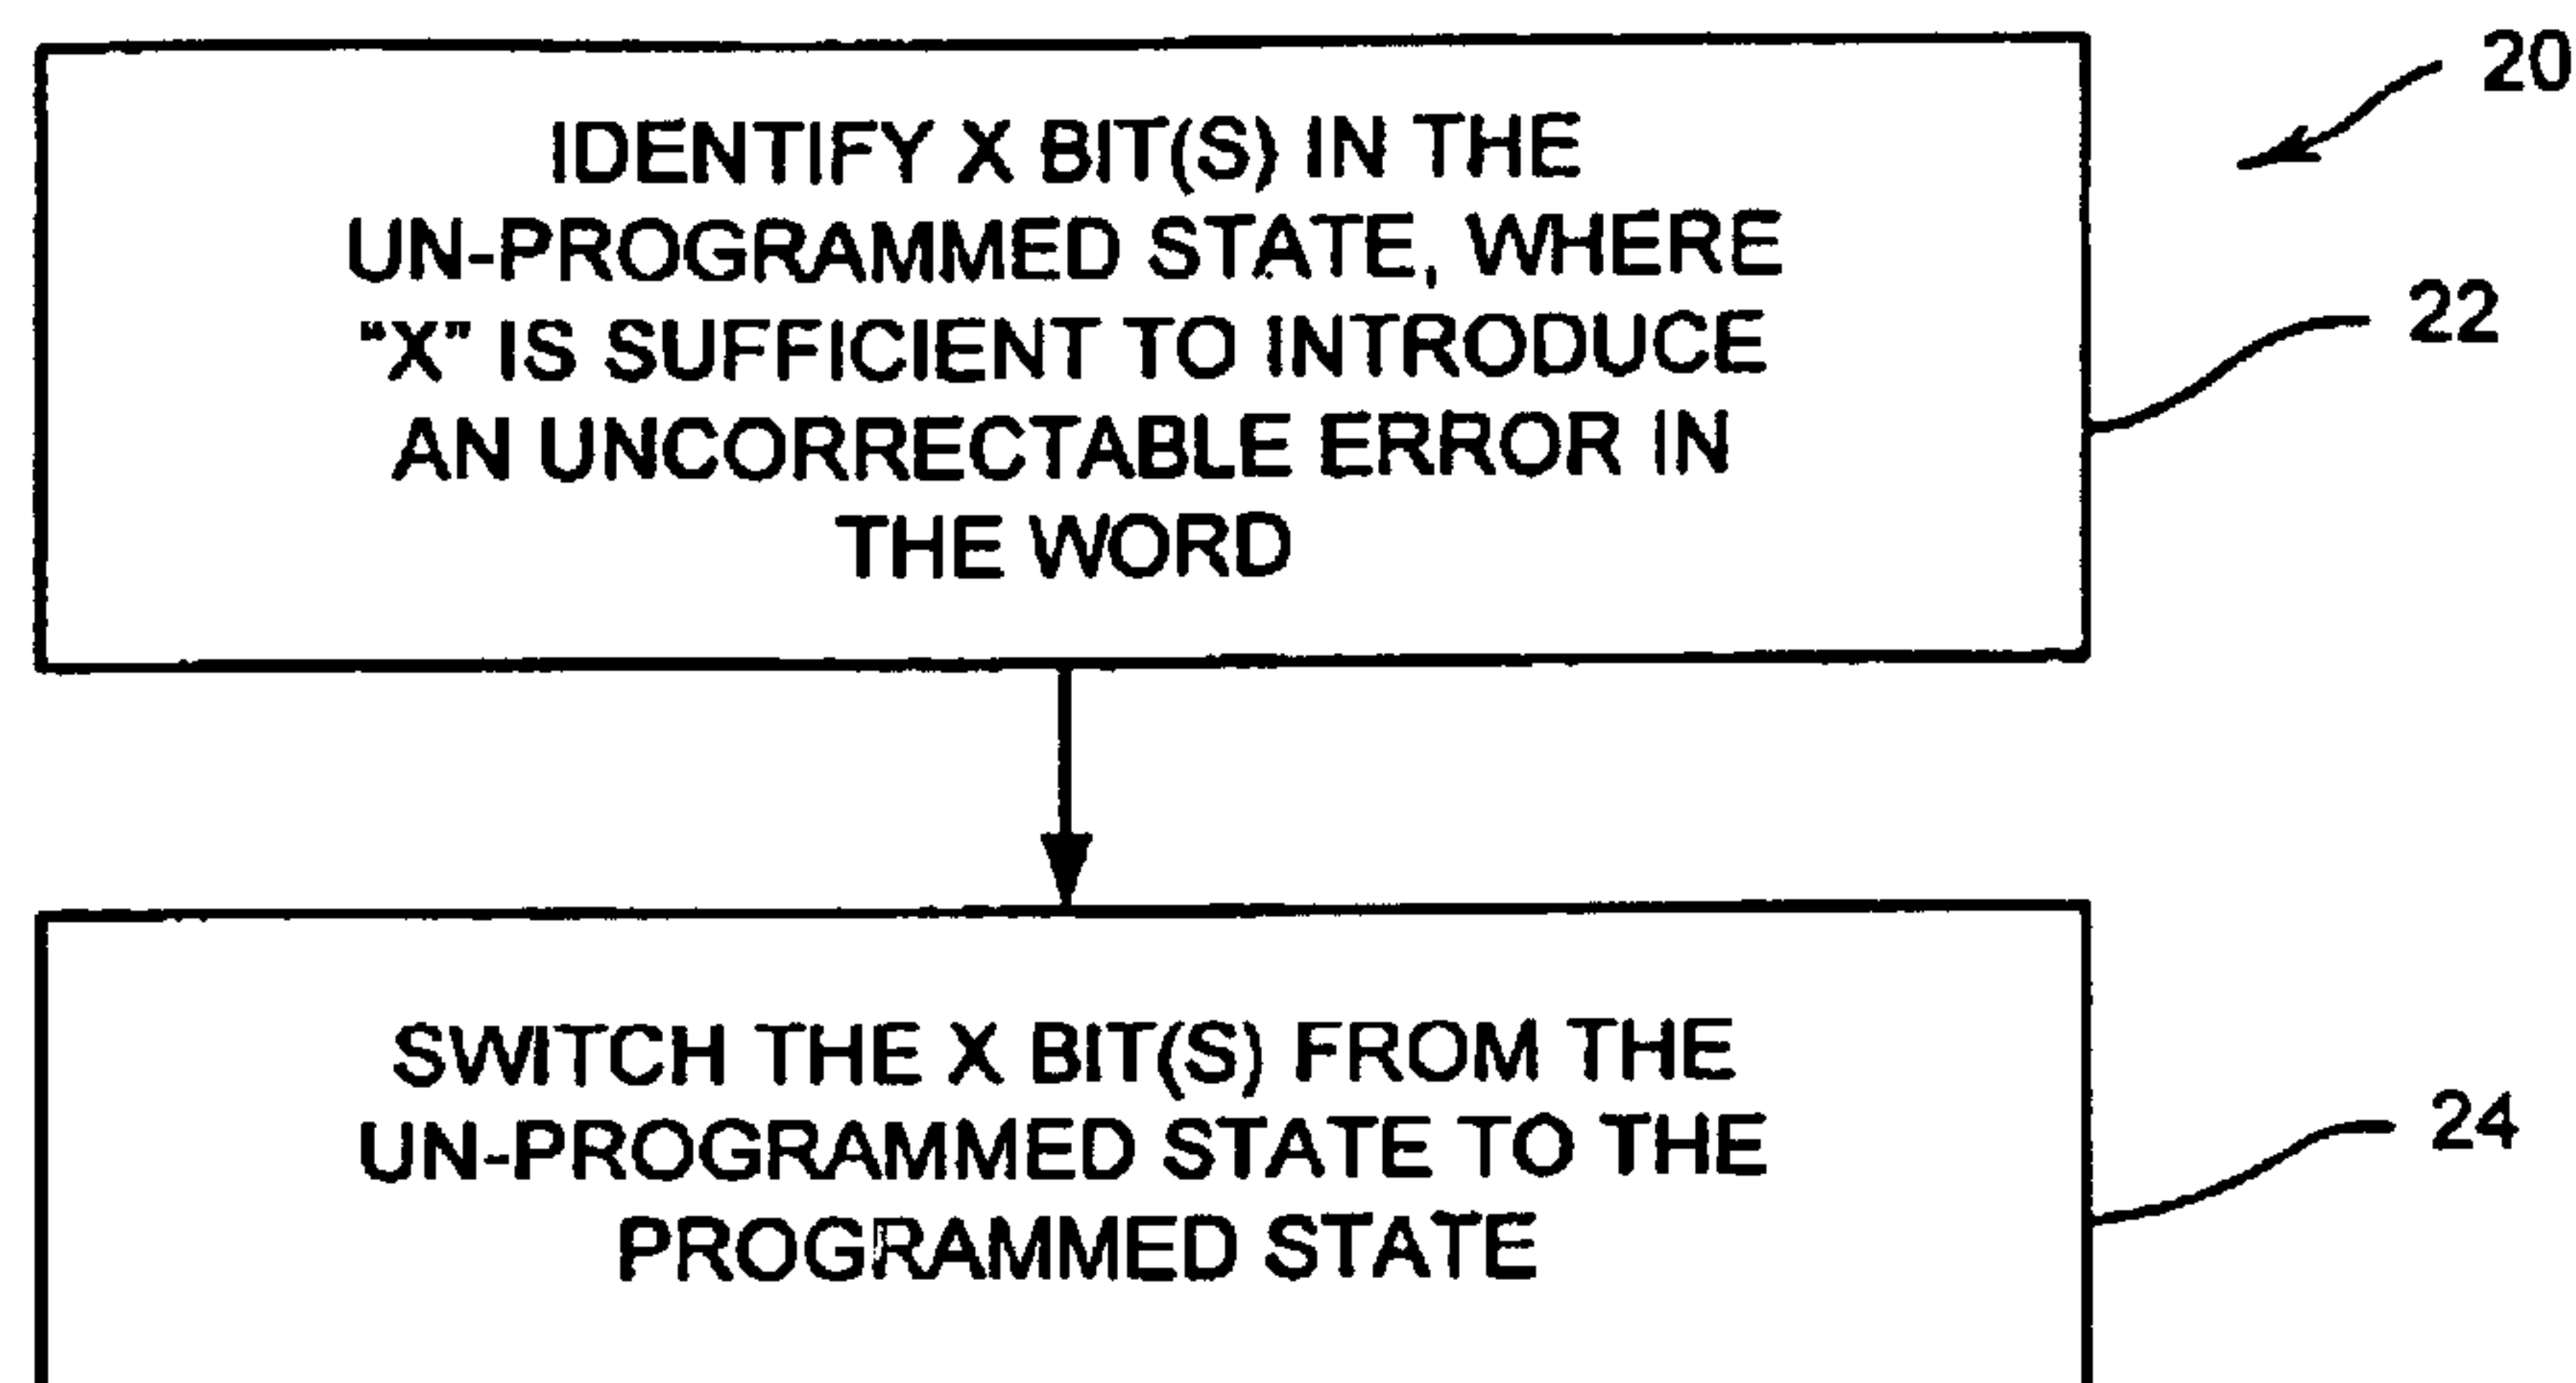 20
IDENTIFY X BIT(S) IN THE
UN-PROGRAMMED STATE, WHERE
"X" IS SUFFICIENT TO INTRODUCE
AN UNCORRECTABLE ERROR IN
THE WORD
22
SWITCH THE X BIT(S) FROM THE
UN-PROGRAMMED STATE TO THE
PROGRAMMED STATE
24